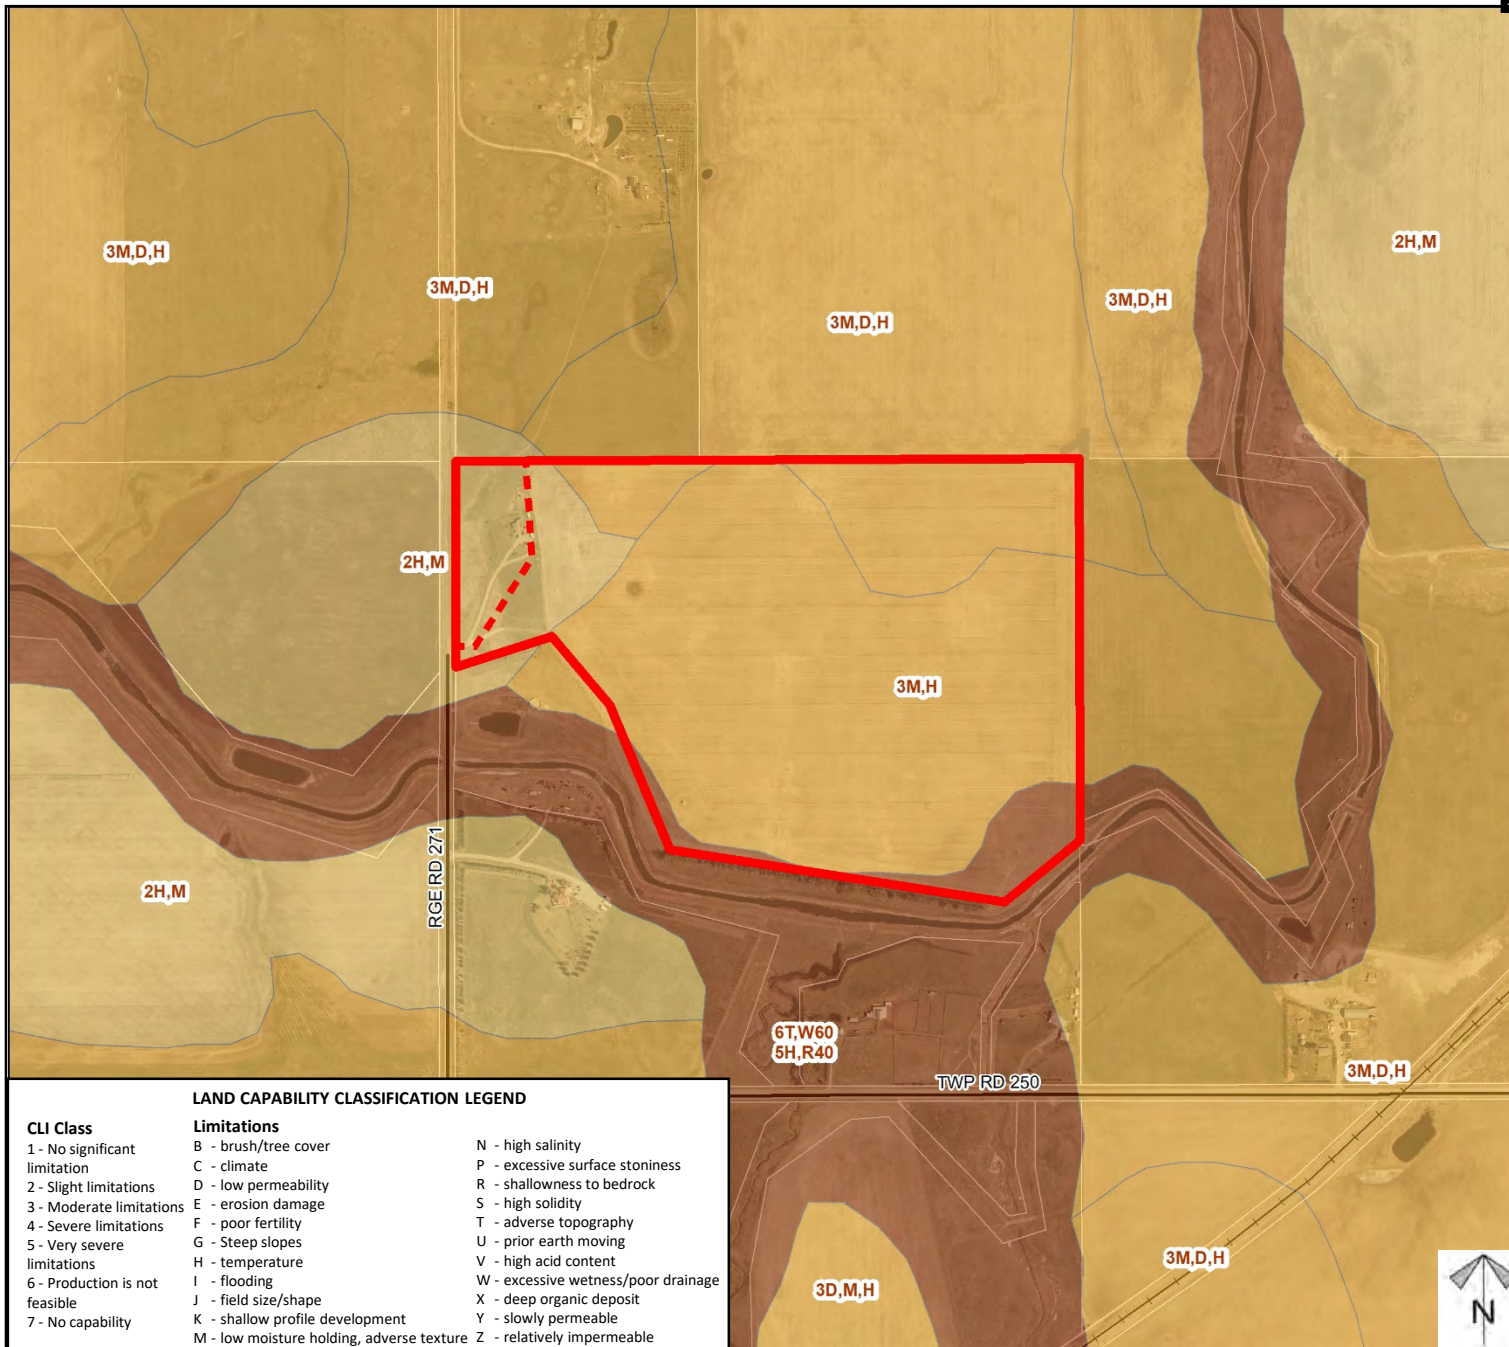 3M,D,H
2H,M
3M,D,H
3M,D,H
3M,D,H
2H,M
3M,H
RGE RD 271
2H,M
6T,W60
5H,R40
3M,D,H
TWP RD 250
3M,D,H
3D,M,H
N
LAND CAPABILITY CLASSIFICATION LEGEND
CLI Class
1 - No significant
limitation
2 - Slight limitations
3 - Moderate limitations
4 - Severe limitations
5 - Very severe
limitations
6 - Production is not
feasible
7 - No capability
Limitations
B - brush/tree cover
C - climate
D - low permeability
E - erosion damage
F - poor fertility
G - Steep slopes
H - temperature
I - flooding
J - field size/shape
K - shallow profile development
M - low moisture holding, adverse texture
N - high salinity
P - excessive surface stoniness
R - shallowness to bedrock
S - high solidity
T - adverse topography
U - prior earth moving
V - high acid content
W - excessive wetness/poor drainage
X - deep organic deposit
Y - slowly permeable
Z - relatively impermeable